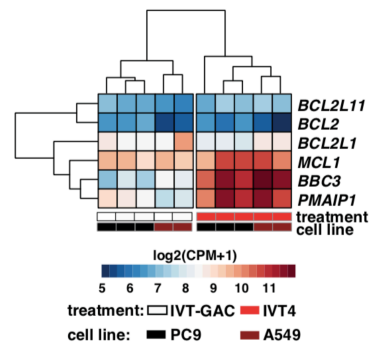 BCL2L11
BCL2
BCL2L1
MCL1
BBC3
PMAIP1
treatment
cell line
log2(CPM+1)
5 6 7 8 9 10 11
treatment: IVT-GAC IVT4
cell line: PC9 A549